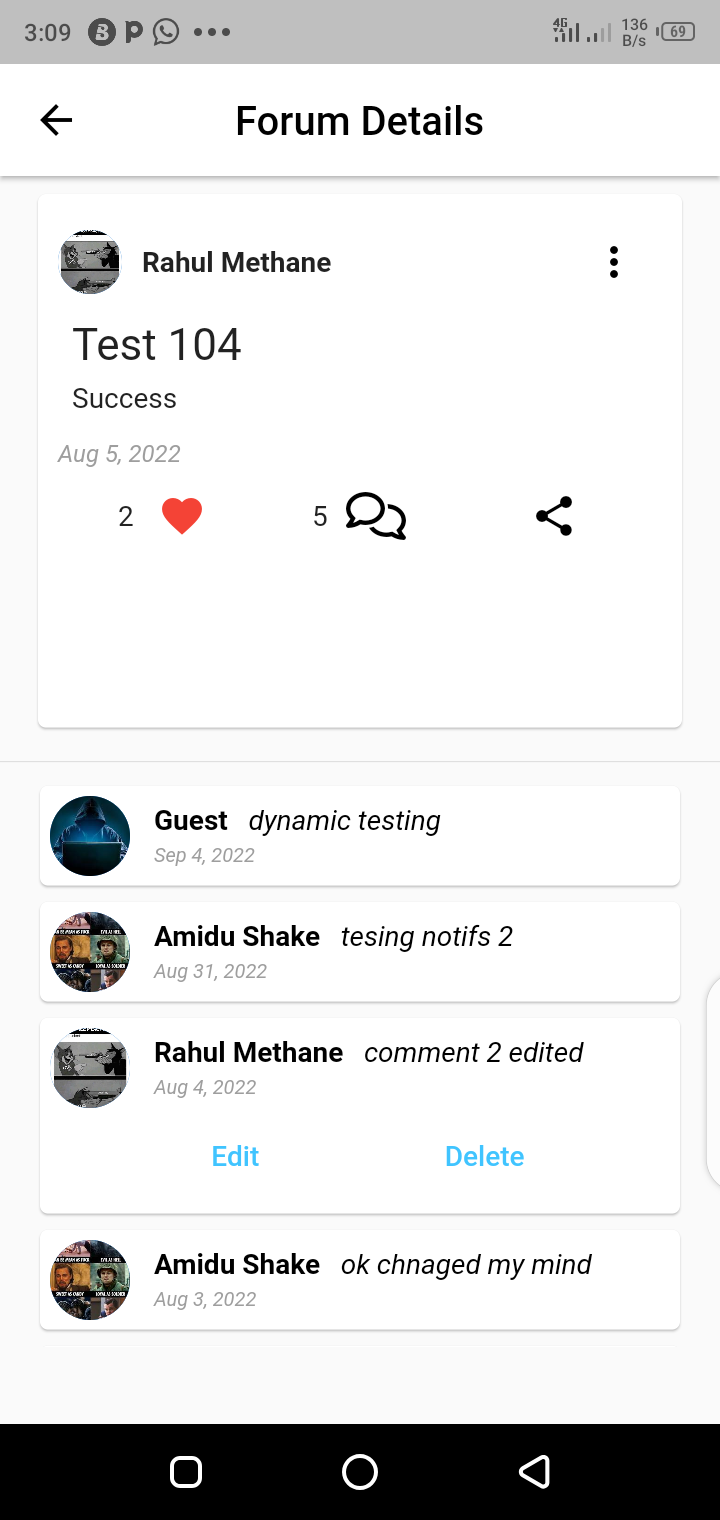 3:09
4G
136
B/s
69
Forum Details
Rahul Methane
Test 104
Success
Aug 5, 2022
2
5
Guest dynamic testing
Sep 4, 2022
Amidu Shake tesing notifs 2
Aug 31, 2022
Rahul Methane comment 2 edited
Aug 4, 2022
Edit Delete
Amidu Shake ok chnaged my mind
Aug 3, 2022